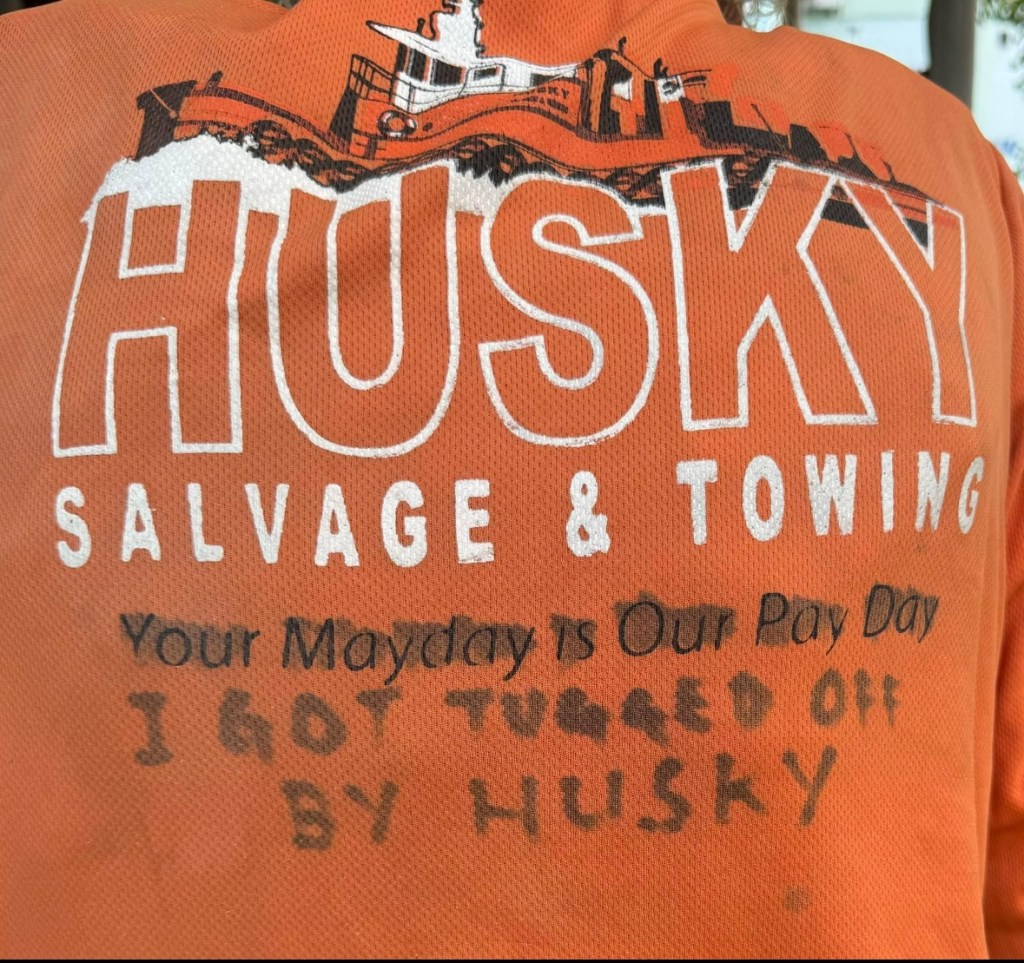 HUSKY
SALVAGE & TOWING
Your Mayday is Our Pay Day
I GOT TUGGED OFF
BY HUSKY